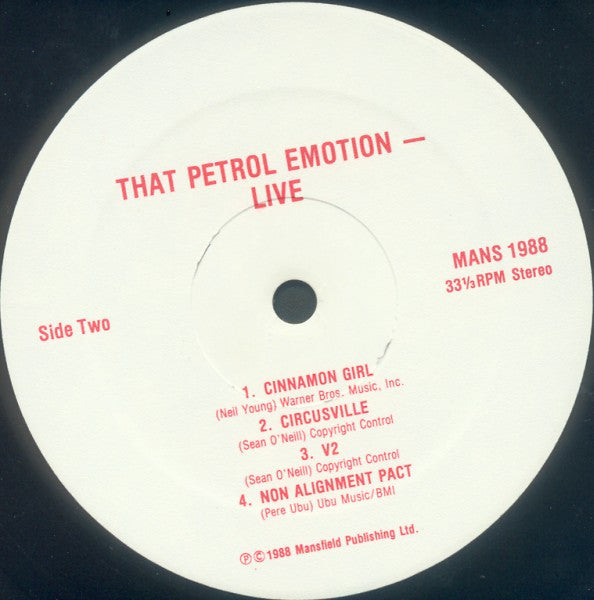 THAT PETROL EMOTION —
LIVE
MANS 1988
33⅓ RPM Stereo
Side Two
1. CINNAMON GIRL
(Neil Young) Warner Bros. Music, Inc.
2. CIRCUSVILLE
(Sean O'Neill) Copyright Control
3. V2
(Sean O'Neill) Copyright Control
4. NON ALIGNMENT PACT
(Pere Ubu) Ubu Music/BMI
℗©1988 Mansfield Publishing Ltd.